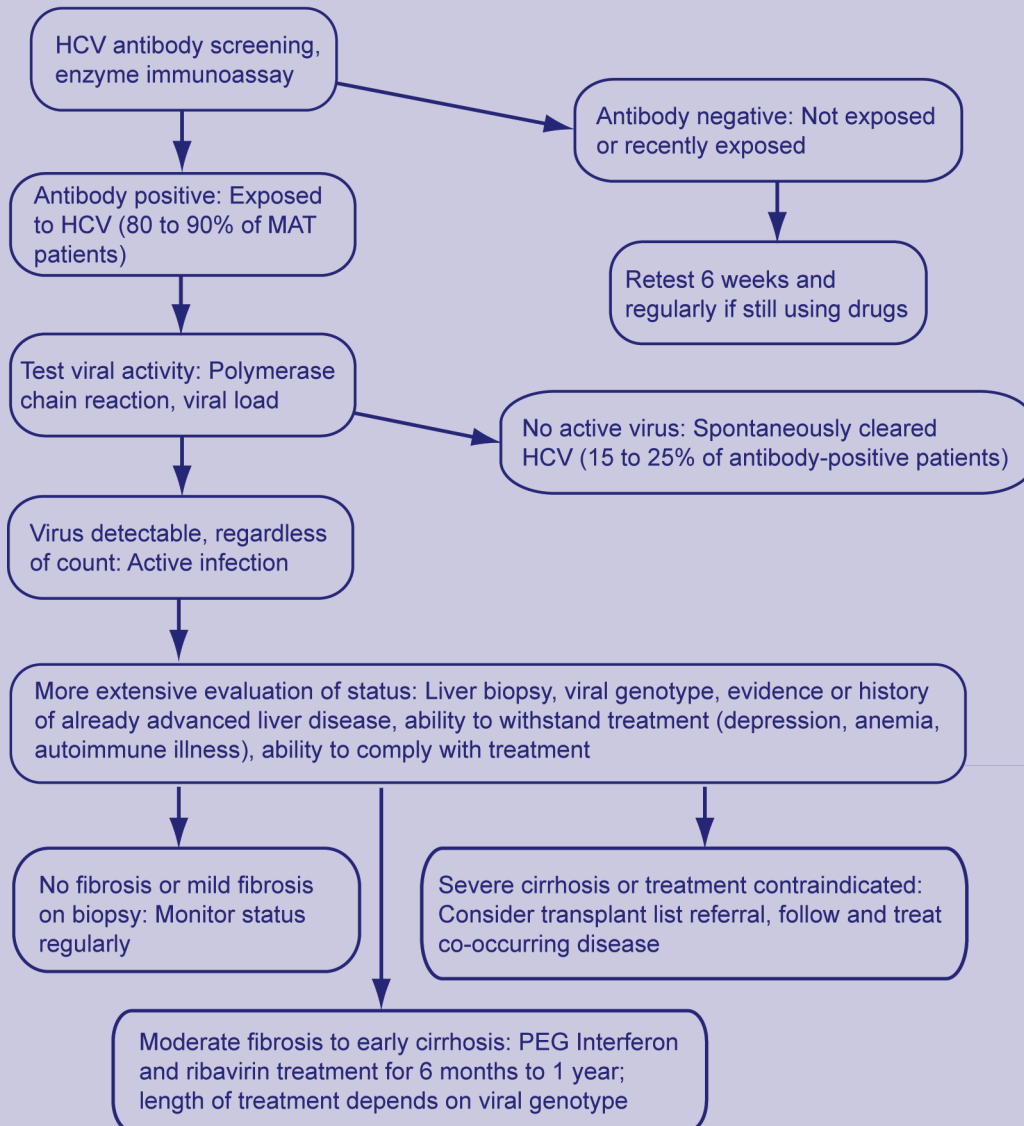 HCV antibody screening,
enzyme immunoassay
Antibody negative: Not exposed
or recently exposed
Antibody positive: Exposed
to HCV (80 to 90% of MAT
patients)
Retest 6 weeks and
regularly if still using drugs
Test viral activity: Polymerase
chain reaction, viral load
No active virus: Spontaneously cleared
HCV (15 to 25% of antibody-positive patients)
Virus detectable, regardless
of count: Active infection
More extensive evaluation of status: Liver biopsy, viral genotype, evidence or history
of already advanced liver disease, ability to withstand treatment (depression, anemia,
autoimmune illness), ability to comply with treatment
No fibrosis or mild fibrosis
on biopsy: Monitor status
regularly
Severe cirrhosis or treatment contraindicated:
Consider transplant list referral, follow and treat
co-occurring disease
Moderate fibrosis to early cirrhosis: PEG Interferon
and ribavirin treatment for 6 months to 1 year;
length of treatment depends on viral genotype